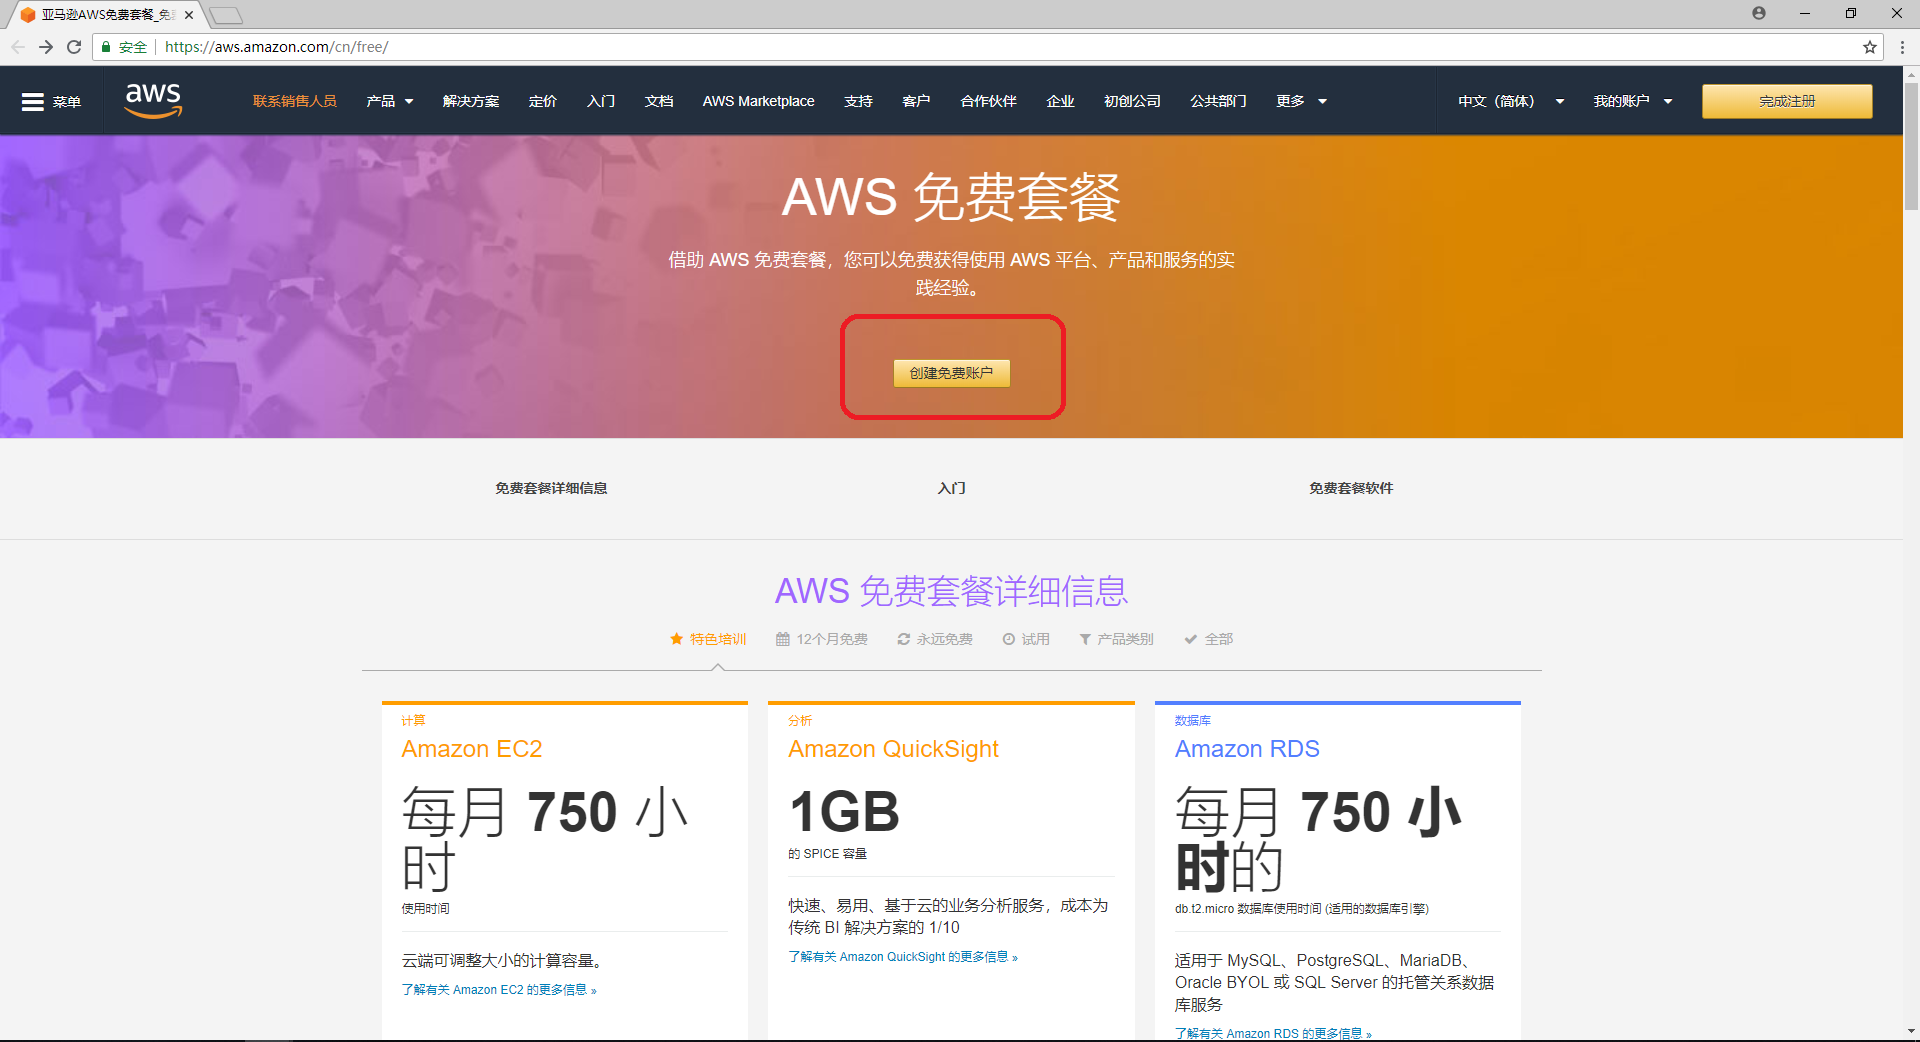 亚马逊AWS免费套餐_免
安全
https://aws.amazon.com/cn/free/
菜单
aws
联系销售人员
产品
解决方案
定价
入门
文档
AWS Marketplace
支持
客户
合作伙伴
企业
初创公司
公共部门
更多
中文（简体）
我的账户
完成注册
AWS 免费套餐
借助 AWS 免费套餐，您可以免费获得使用 AWS 平台、产品和服务的实
践经验。
创建免费账户
免费套餐详细信息
入门
免费套餐软件
AWS 免费套餐详细信息
特色培训
12个月免费
永远免费
试用
产品类别
全部
计算
Amazon EC2
每月 750 小
时
使用时间
云端可调整大小的计算容量。
了解有关 Amazon EC2 的更多信息 »
分析
Amazon QuickSight
1GB
的 SPICE 容量
快速、易用、基于云的业务分析服务，成本为
传统 BI 解决方案的 1/10
了解有关 Amazon QuickSight 的更多信息 »
数据库
Amazon RDS
每月 750 小
时的
db.t2.micro 数据库使用时间 (适用的数据库引擎)
适用于 MySQL、PostgreSQL、MariaDB、
Oracle BYOL 或 SQL Server 的托管关系数据
库服务
了解有关 Amazon RDS 的更多信息 »